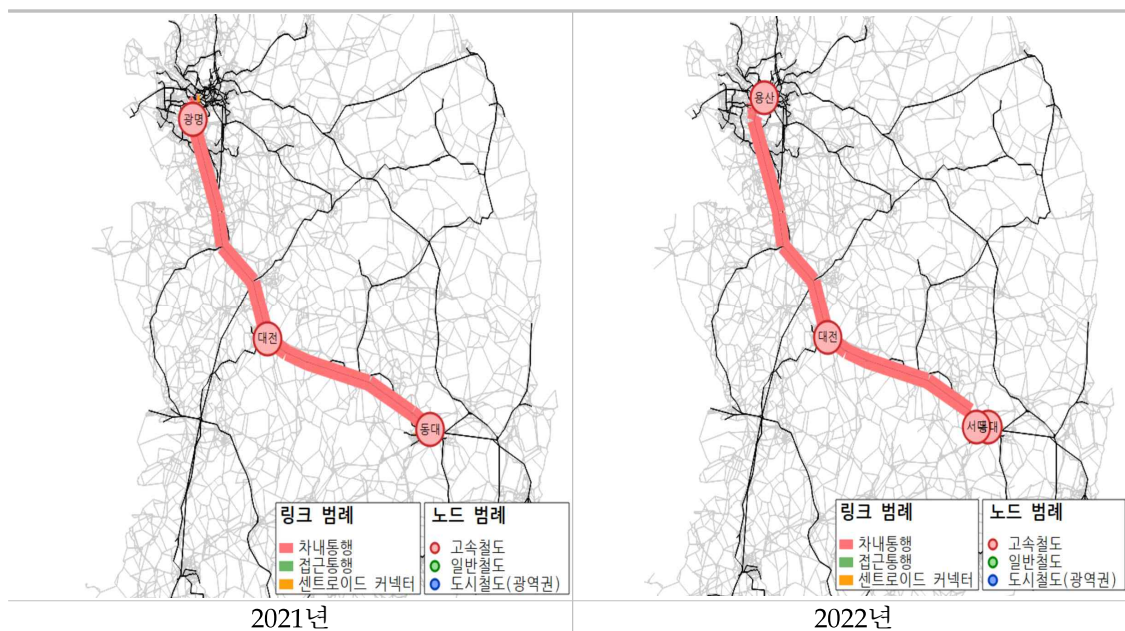 광명
대전
동대
링크 범례
차내통행
접근통행
센트로이드 커넥터
노드 범례
고속철도
일반철도
도시철도(광역권)
2021년
용산
대전
서대
링크 범례
차내통행
접근통행
센트로이드 커넥터
노드 범례
고속철도
일반철도
도시철도(광역권)
2022년